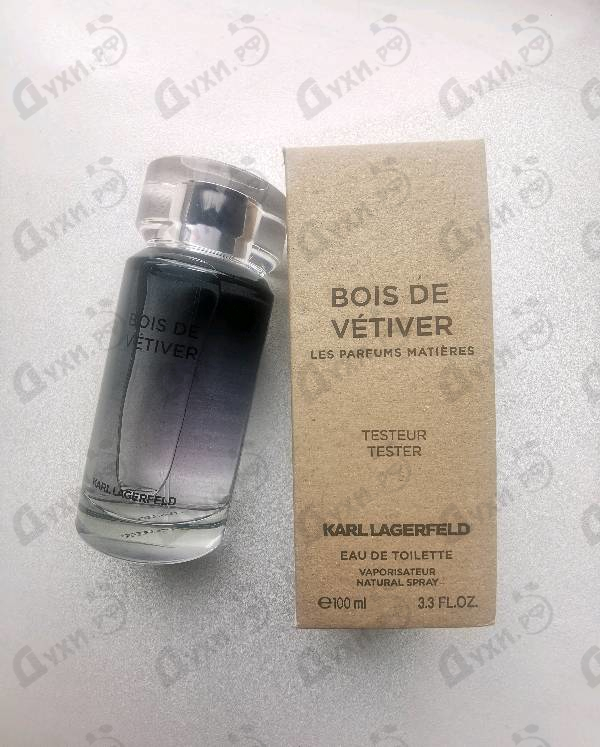 BOIS DE
VÉTIVER
KARL LAGERFELD
BOIS DE
VÉTIVER
LES PARFUMS MATIÈRES
TESTEUR
TESTER
KARL LAGERFELD
EAU DE TOILETTE
VAPORISATEUR
NATURAL SPRAY
℮100 ml 3.3 FL.OZ.
Духи.РФ